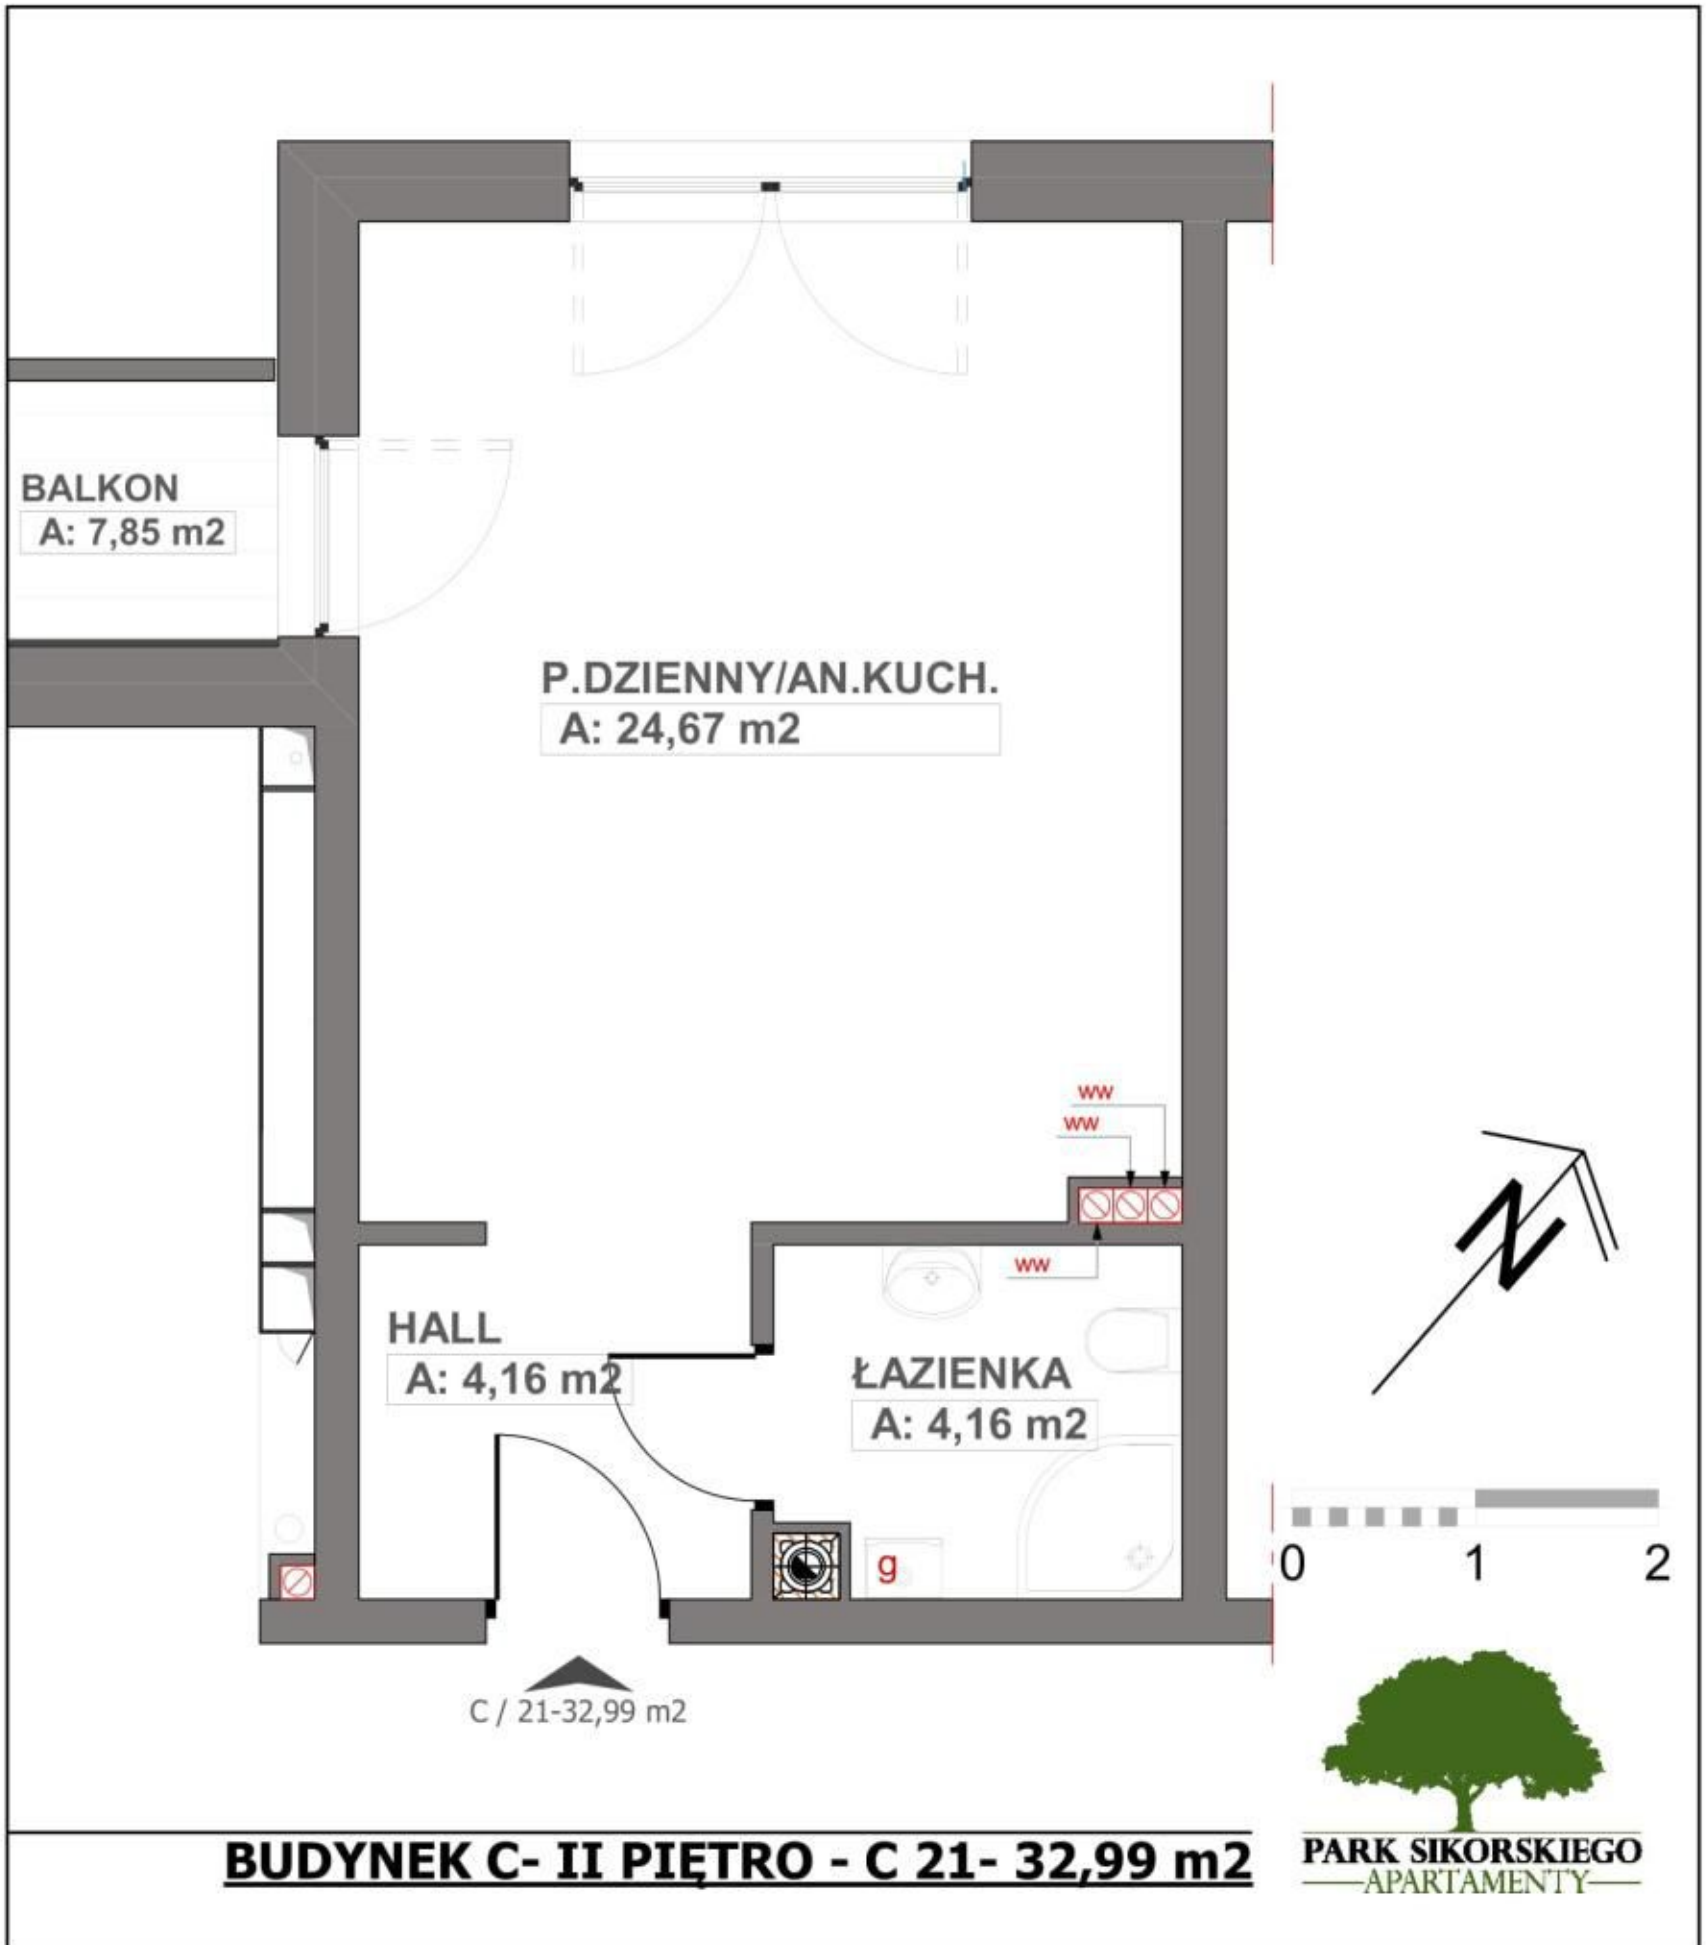 BALKON
A: 7,85 m2
P.DZIENNY/AN.KUCH.
A: 24,67 m2
ww
ww
ww
HALL
A: 4,16 m2
ŁAZIENKA
A: 4,16 m2
g
N
0 1 2
C / 21-32,99 m2
BUDYNEK C- II PIĘTRO - C 21- 32,99 m2
PARK SIKORSKIEGO
APARTAMENTY